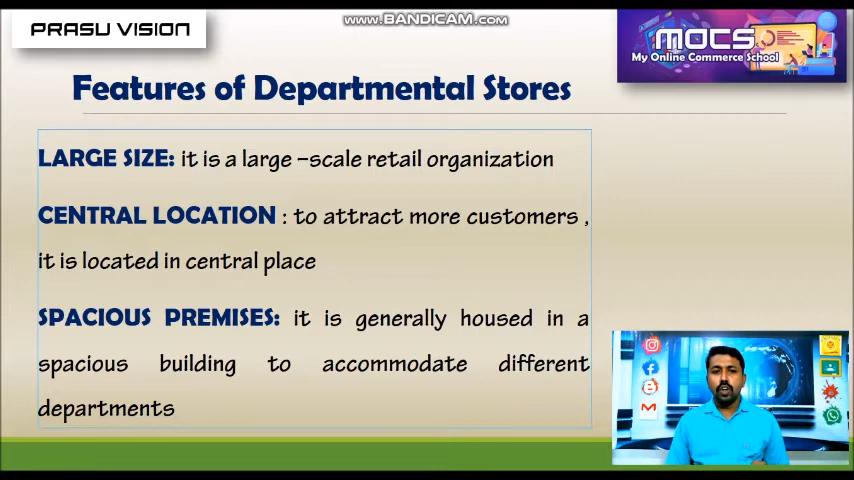 PRASU VISION
WWW.BANDICAM.COM
MOCS
My Online Commerce School
Features of Departmental Stores
LARGE SIZE: it is a large –scale retail organization
CENTRAL LOCATION : to attract more customers ,
it is located in central place
SPACIOUS PREMISES: it is generally housed in a
spacious building to accommodate different
departments